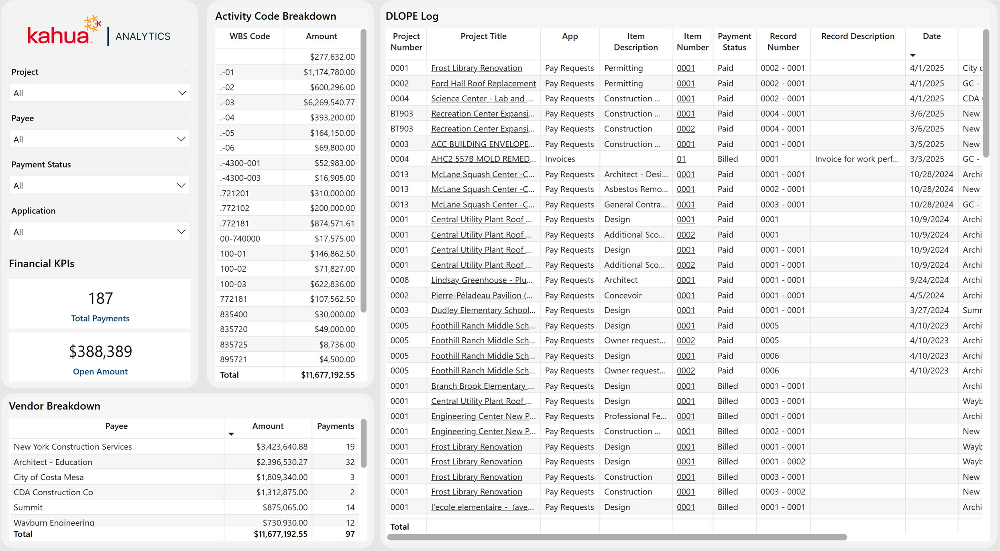 kahua™ | ANALYTICS
Project
All
Payee
All
Payment Status
All
Application
All
Financial KPIs
187
Total Payments
$388,389
Open Amount
Activity Code Breakdown
WBS Code Amount
$277,632.00
.-01 $1,174,780.00
.-02 $600,296.00
.-03 $6,269,540.77
.-04 $393,200.00
.-05 $164,150.00
.-06 $69,800.00
.-4300-001 $52,983.00
.-4300-003 $16,905.00
.721201 $310,000.00
.772102 $200,000.00
.772181 $874,571.61
00-740000 $17,575.00
100-01 $146,862.50
100-02 $71,827.00
100-03 $622,836.00
772181 $107,562.50
835400 $30,000.00
835720 $49,000.00
835725 $8,736.00
895721 $4,500.00
Total $11,677,192.55
Vendor Breakdown
Payee Amount Payments
New York Construction Services $3,423,640.88 19
Architect - Education $2,396,530.27 32
City of Costa Mesa $1,809,340.00 3
CDA Construction Co $1,312,875.00 2
Summit $875,065.00 14
Wayburn Engineering $730,930.00 12
Total $11,677,192.55 97
DLOPE Log
Project Number Project Title App Item Description Item Number Payment Status Record Number Record Description Date
0001 Frost Library Renovation Pay Requests Permitting 0001 Paid 0002 - 0001 4/1/2025 City c
0002 Ford Hall Roof Replacement Pay Requests Permitting 0001 Paid 0002 - 0001 4/1/2025 GC -
0004 Science Center - Lab and ... Pay Requests Construction ... 0001 Paid 0002 - 0001 4/1/2025 CDA
BT903 Recreation Center Expansi... Pay Requests Construction ... 0001 Paid 0004 - 0001 3/6/2025 New
BT903 Recreation Center Expansi... Pay Requests Construction 0002 Paid 0004 - 0001 3/6/2025 New
0003 ACC BUILDING ENVELOPE... Pay Requests Construction ... 0001 Paid 0001 - 0001 3/5/2025 New
0004 AHC2 557B MOLD REMED... Invoices 01 Billed 0001 Invoice for work perf... 3/3/2025 GC -
0013 McLane Squash Center -C... Pay Requests Architect - Desi... 0001 Paid 0001 - 0001 10/28/2024 Archi
0013 McLane Squash Center -C... Pay Requests Asbestos Remo... 0001 Paid 0002 - 0001 10/28/2024 New
0013 McLane Squash Center -C... Pay Requests General Contra... 0001 Paid 0003 - 0001 10/28/2024 GC -
0001 Central Utility Plant Roof ... Pay Requests Design 0001 Paid 0001 10/9/2024 Archi
0001 Central Utility Plant Roof ... Pay Requests Additional Sco... 0002 Paid 0001 10/9/2024 Archi
0001 Central Utility Plant Roof ... Pay Requests Design 0001 Paid 0001 - 0001 10/9/2024 Archi
0001 Central Utility Plant Roof ... Pay Requests Additional Sco... 0002 Paid 0001 - 0001 10/9/2024 Archi
0008 Lindsay Greenhouse - Plu... Pay Requests Architect 0001 Paid 0001 - 0001 9/24/2024 Archi
0002 Pierre-Péladeau Pavilion (... Pay Requests Concevoir 0001 Paid 0001 - 0001 4/5/2024 Archi
0003 Dudley Elementary School... Pay Requests Design 0001 Paid 0001 - 0001 3/27/2024 Summ
0005 Foothill Ranch Middle Sch... Pay Requests Design 0001 Paid 0005 4/10/2023 Archi
0005 Foothill Ranch Middle Sch... Pay Requests Owner request... 0002 Paid 0005 4/10/2023 Archi
0005 Foothill Ranch Middle Sch... Pay Requests Design 0001 Paid 0006 4/10/2023 Archi
0005 Foothill Ranch Middle Sch... Pay Requests Owner request... 0002 Paid 0006 4/10/2023 Archi
0001 Branch Brook Elementary ... Pay Requests Design 0001 Billed 0001 - 0001 Archi
0001 Central Utility Plant Roof ... Pay Requests Design 0001 Billed 0003 - 0001 Wayb
0001 Engineering Center New P... Pay Requests Professional Fe... 0001 Billed 0001 - 0001 Archi
0001 Engineering Center New P... Pay Requests Construction ... 0001 Billed 0002 - 0001 New
0001 Frost Library Renovation Pay Requests Design 0001 Billed 0001 - 0001 Wayb
0001 Frost Library Renovation Pay Requests Design 0001 Billed 0001 - 0002 Wayb
0001 Frost Library Renovation Pay Requests Construction 0001 Billed 0003 - 0001 New
0001 Frost Library Renovation Pay Requests Construction 0001 Billed 0003 - 0002 New
0001 l'ecole elementaire - (ave... Pay Requests Design 0001 Billed 0001 - 0001 Archi
Total